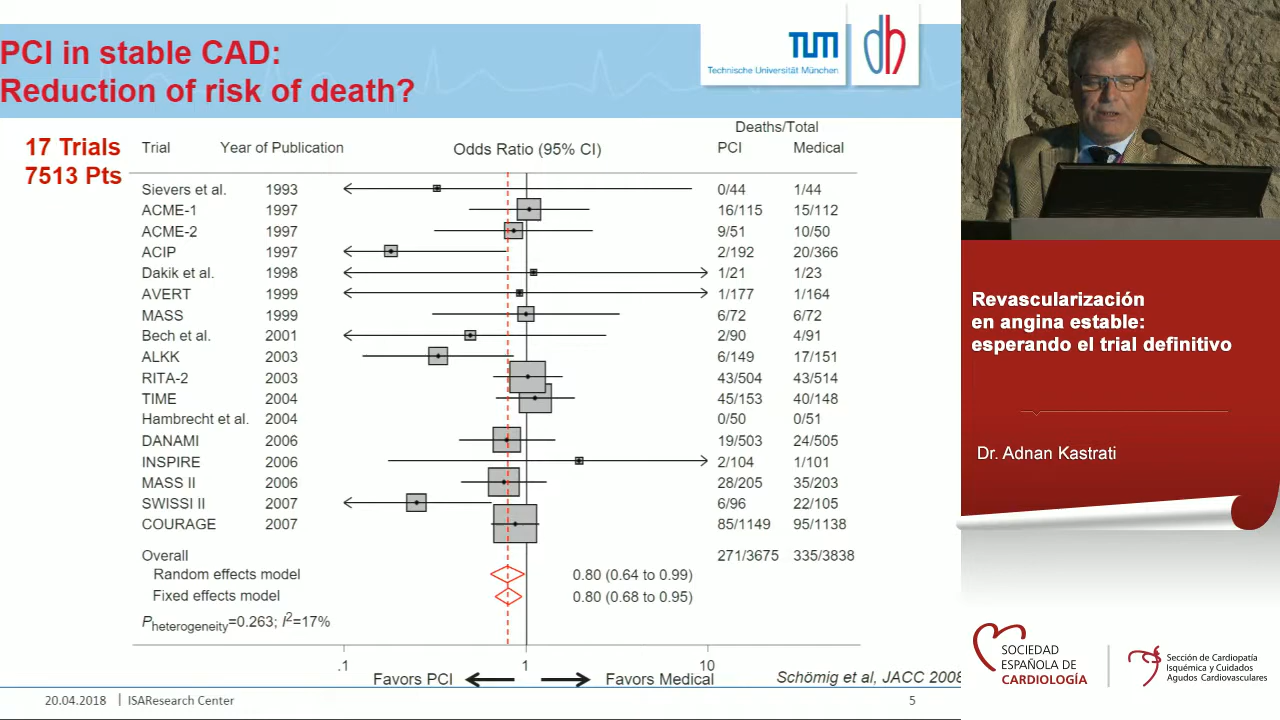 PCI in stable CAD:
Reduction of risk of death?
TUM
Technische Universität München
dh
17 Trials
7513 Pts
Deaths/Total
Trial Year of Publication Odds Ratio (95% CI) PCI Medical
Sievers et al. 1993 0/44 1/44
ACME-1 1997 16/115 15/112
ACME-2 1997 9/51 10/50
ACIP 1997 2/192 20/366
Dakik et al. 1998 1/21 1/23
AVERT 1999 1/177 1/164
MASS 1999 6/72 6/72
Bech et al. 2001 2/90 4/91
ALKK 2003 6/149 17/151
RITA-2 2003 43/504 43/514
TIME 2004 45/153 40/148
Hambrecht et al. 2004 0/50 0/51
DANAMI 2006 19/503 24/505
INSPIRE 2006 2/104 1/101
MASS II 2006 28/205 35/203
SWISSI II 2007 6/96 22/105
COURAGE 2007 85/1149 95/1138
Overall 271/3675 335/3838
Random effects model 0.80 (0.64 to 0.99)
Fixed effects model 0.80 (0.68 to 0.95)
Pheterogeneity=0.263; I2=17%
.1 1 10
Favors PCI Favors Medical
Schömig et al, JACC 2008
20.04.2018 | ISAResearch Center 5
Revascularización
en angina estable:
esperando el trial definitivo
Dr. Adnan Kastrati
SOCIEDAD
ESPAÑOLA DE
CARDIOLOGÍA
Sección de Cardiopatía
Isquémica y Cuidados
Agudos Cardiovasculares